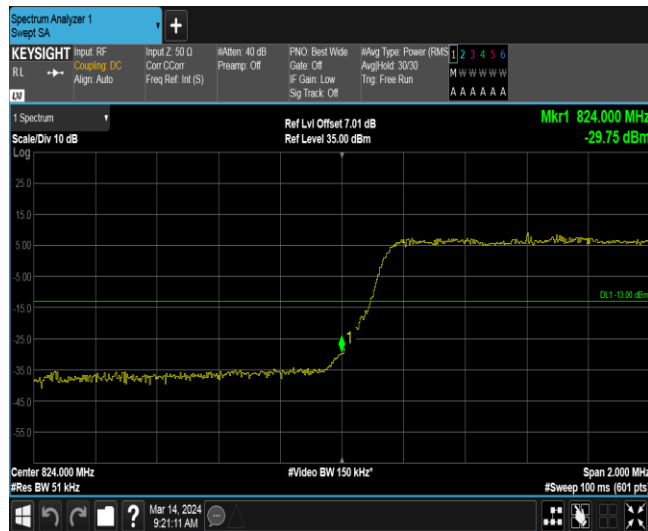 Spectrum Analyzer 1
Swept SA
+
KEYSIGHT
RL
LXI
Input: RF
Coupling: DC
Align: Auto
Input Z: 50 Ω
Corr CCorr
Freq Ref: Int (S)
#Atten: 40 dB
Preamp: Off
PNO: Best Wide
Gate: Off
IF Gain: Low
Sig Track: Off
#Avg Type: Power (RMS
Avg|Hold: 30/30
Trig: Free Run
1 2 3 4 5 6
M W W W W W
A A A A A A
1 Spectrum
Scale/Div 10 dB
Log
Ref Lvl Offset 7.01 dB
Ref Level 35.00 dBm
Mkr1 824.000 MHz
-29.75 dBm
25.0
15.0
5.00
-5.00
DL1 -13.00 dBm
-15.0
-25.0
1
-35.0
-45.0
-55.0
Center 824.000 MHz
#Video BW 150 kHz*
Span 2.000 MHz
#Res BW 51 kHz
#Sweep 100 ms (601 pts)
?
Mar 14, 2024
9:21:11 AM